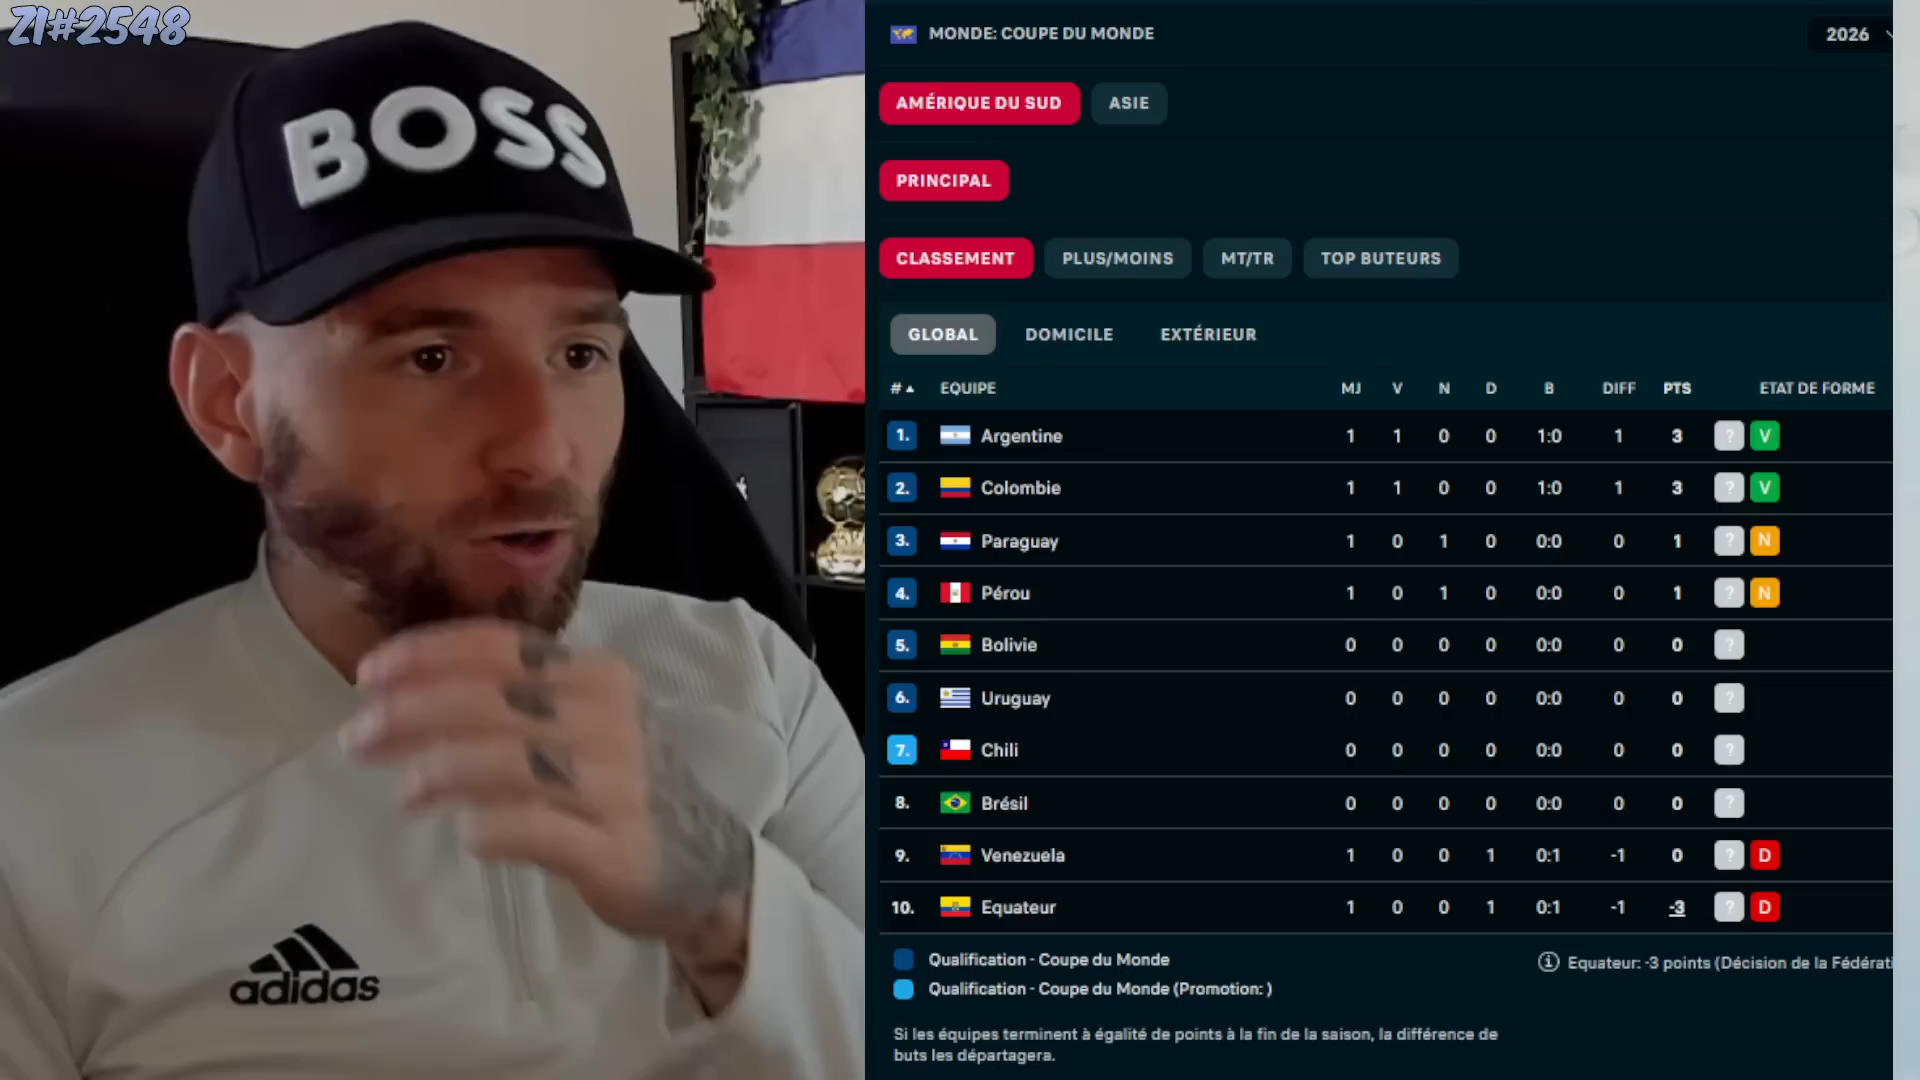 ZI#2548
BOSS
adidas
MONDE: COUPE DU MONDE
2026
AMÉRIQUE DU SUD ASIE
PRINCIPAL
CLASSEMENT PLUS/MOINS MT/TR TOP BUTEURS
GLOBAL DOMICILE EXTÉRIEUR
# EQUIPE MJ V N D B DIFF PTS ETAT DE FORME
1. Argentine 1 1 0 0 1:0 1 3 ? V
2. Colombie 1 1 0 0 1:0 1 3 ? V
3. Paraguay 1 0 1 0 0:0 0 1 ? N
4. Pérou 1 0 1 0 0:0 0 1 ? N
5. Bolivie 0 0 0 0 0:0 0 0 ?
6. Uruguay 0 0 0 0 0:0 0 0 ?
7. Chili 0 0 0 0 0:0 0 0 ?
8. Brésil 0 0 0 0 0:0 0 0 ?
9. Venezuela 1 0 0 1 0:1 -1 0 ? D
10. Equateur 1 0 0 1 0:1 -1 -3 ? D
Qualification - Coupe du Monde
Equateur: -3 points (Décision de la Fédérati
Qualification - Coupe du Monde (Promotion: )
Si les équipes terminent à égalité de points à la fin de la saison, la différence de
buts les départagera.